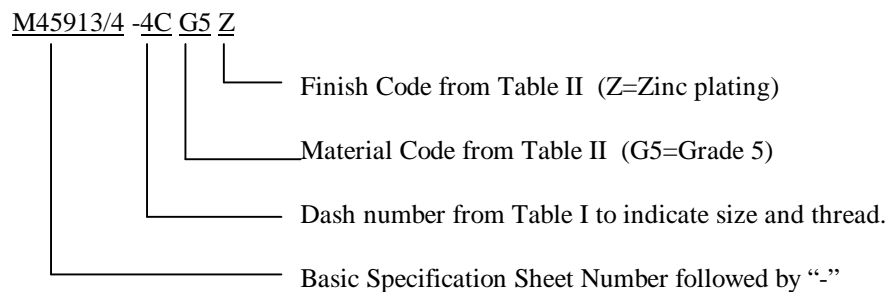 M45913/4 -4C G5 Z
Finish Code from Table II (Z=Zinc plating)
Material Code from Table II (G5=Grade 5)
Dash number from Table I to indicate size and thread.
Basic Specification Sheet Number followed by “-”